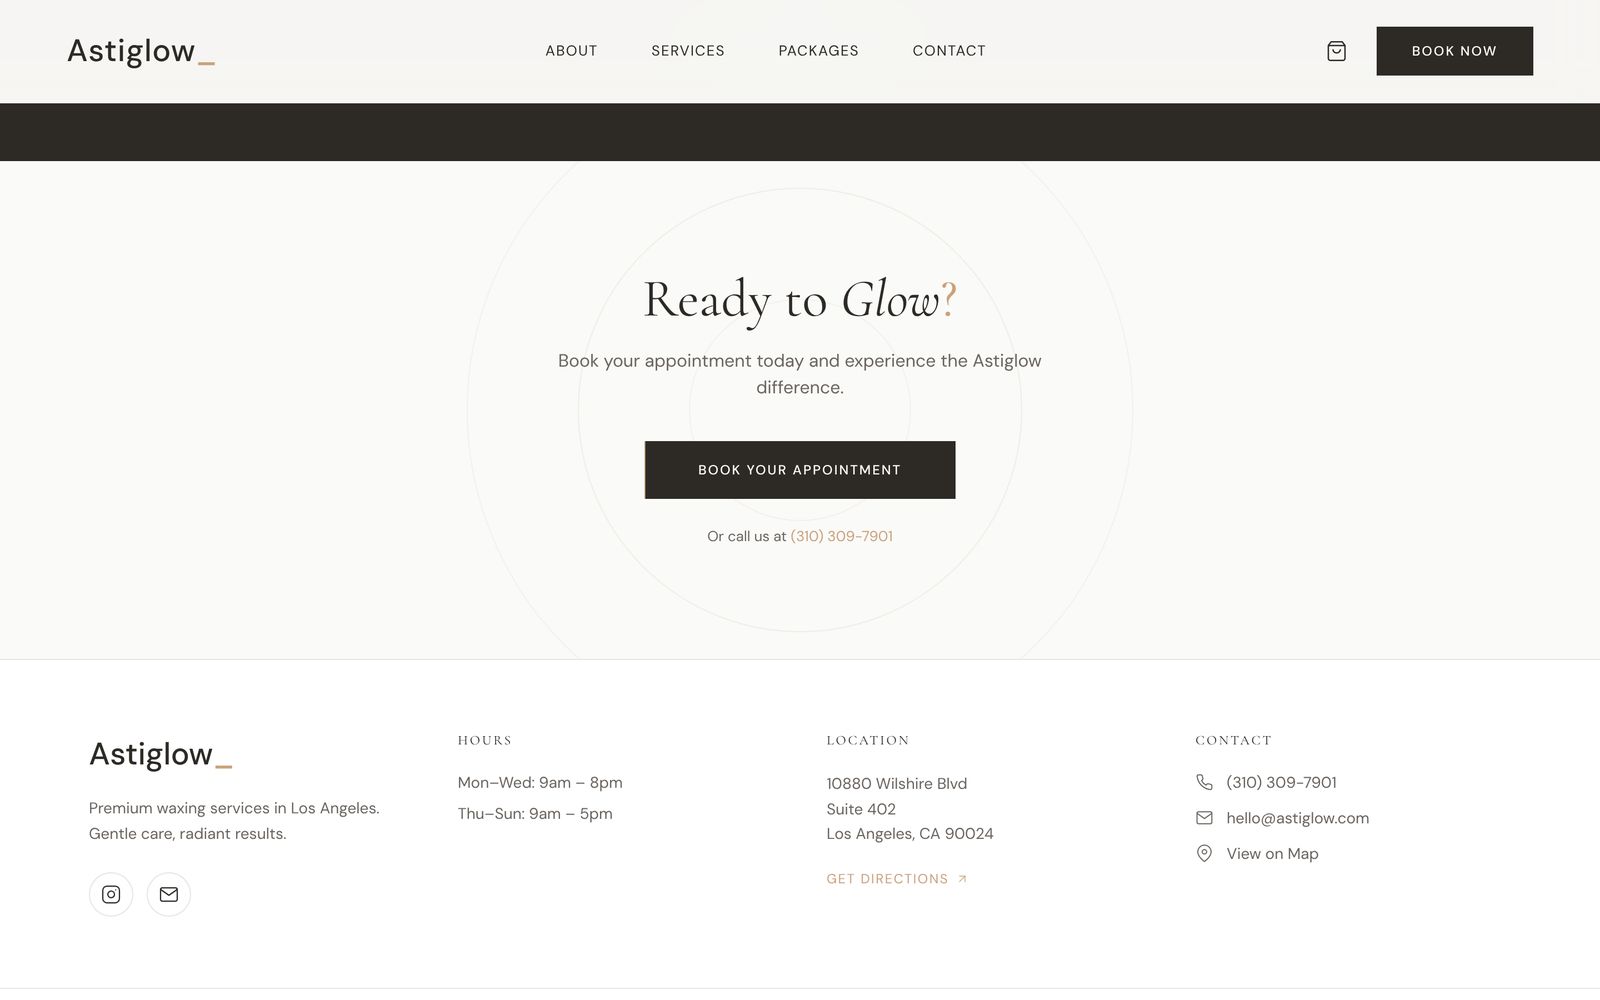 Astiglow_
ABOUT
SERVICES
PACKAGES
CONTACT
BOOK NOW
Ready to Glow?
Book your appointment today and experience the Astiglow
difference.
BOOK YOUR APPOINTMENT
Or call us at (310) 309-7901
Astiglow_
Premium waxing services in Los Angeles.
Gentle care, radiant results.
HOURS
Mon–Wed: 9am – 8pm
Thu–Sun: 9am – 5pm
LOCATION
10880 Wilshire Blvd
Suite 402
Los Angeles, CA 90024
GET DIRECTIONS
CONTACT
(310) 309-7901
hello@astiglow.com
View on Map